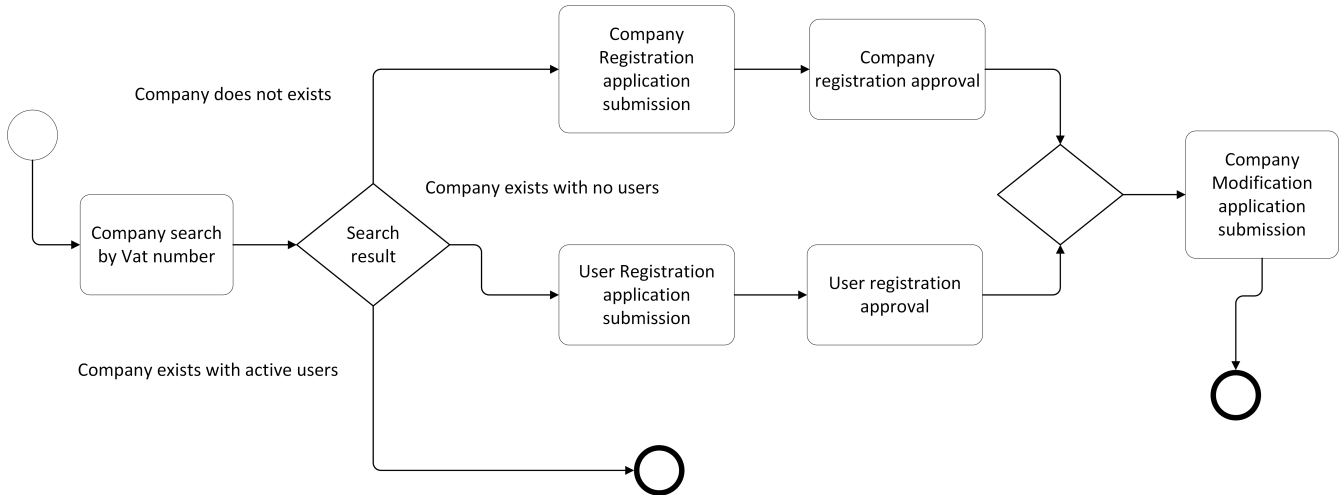 Company
Registration
application
submission
Company
registration approval
Company does not exists
Company
Modification
application
submission
Company exists with no users
Company search
by Vat number
Search
result
User Registration
application
submission
User registration
approval
Company exists with active users